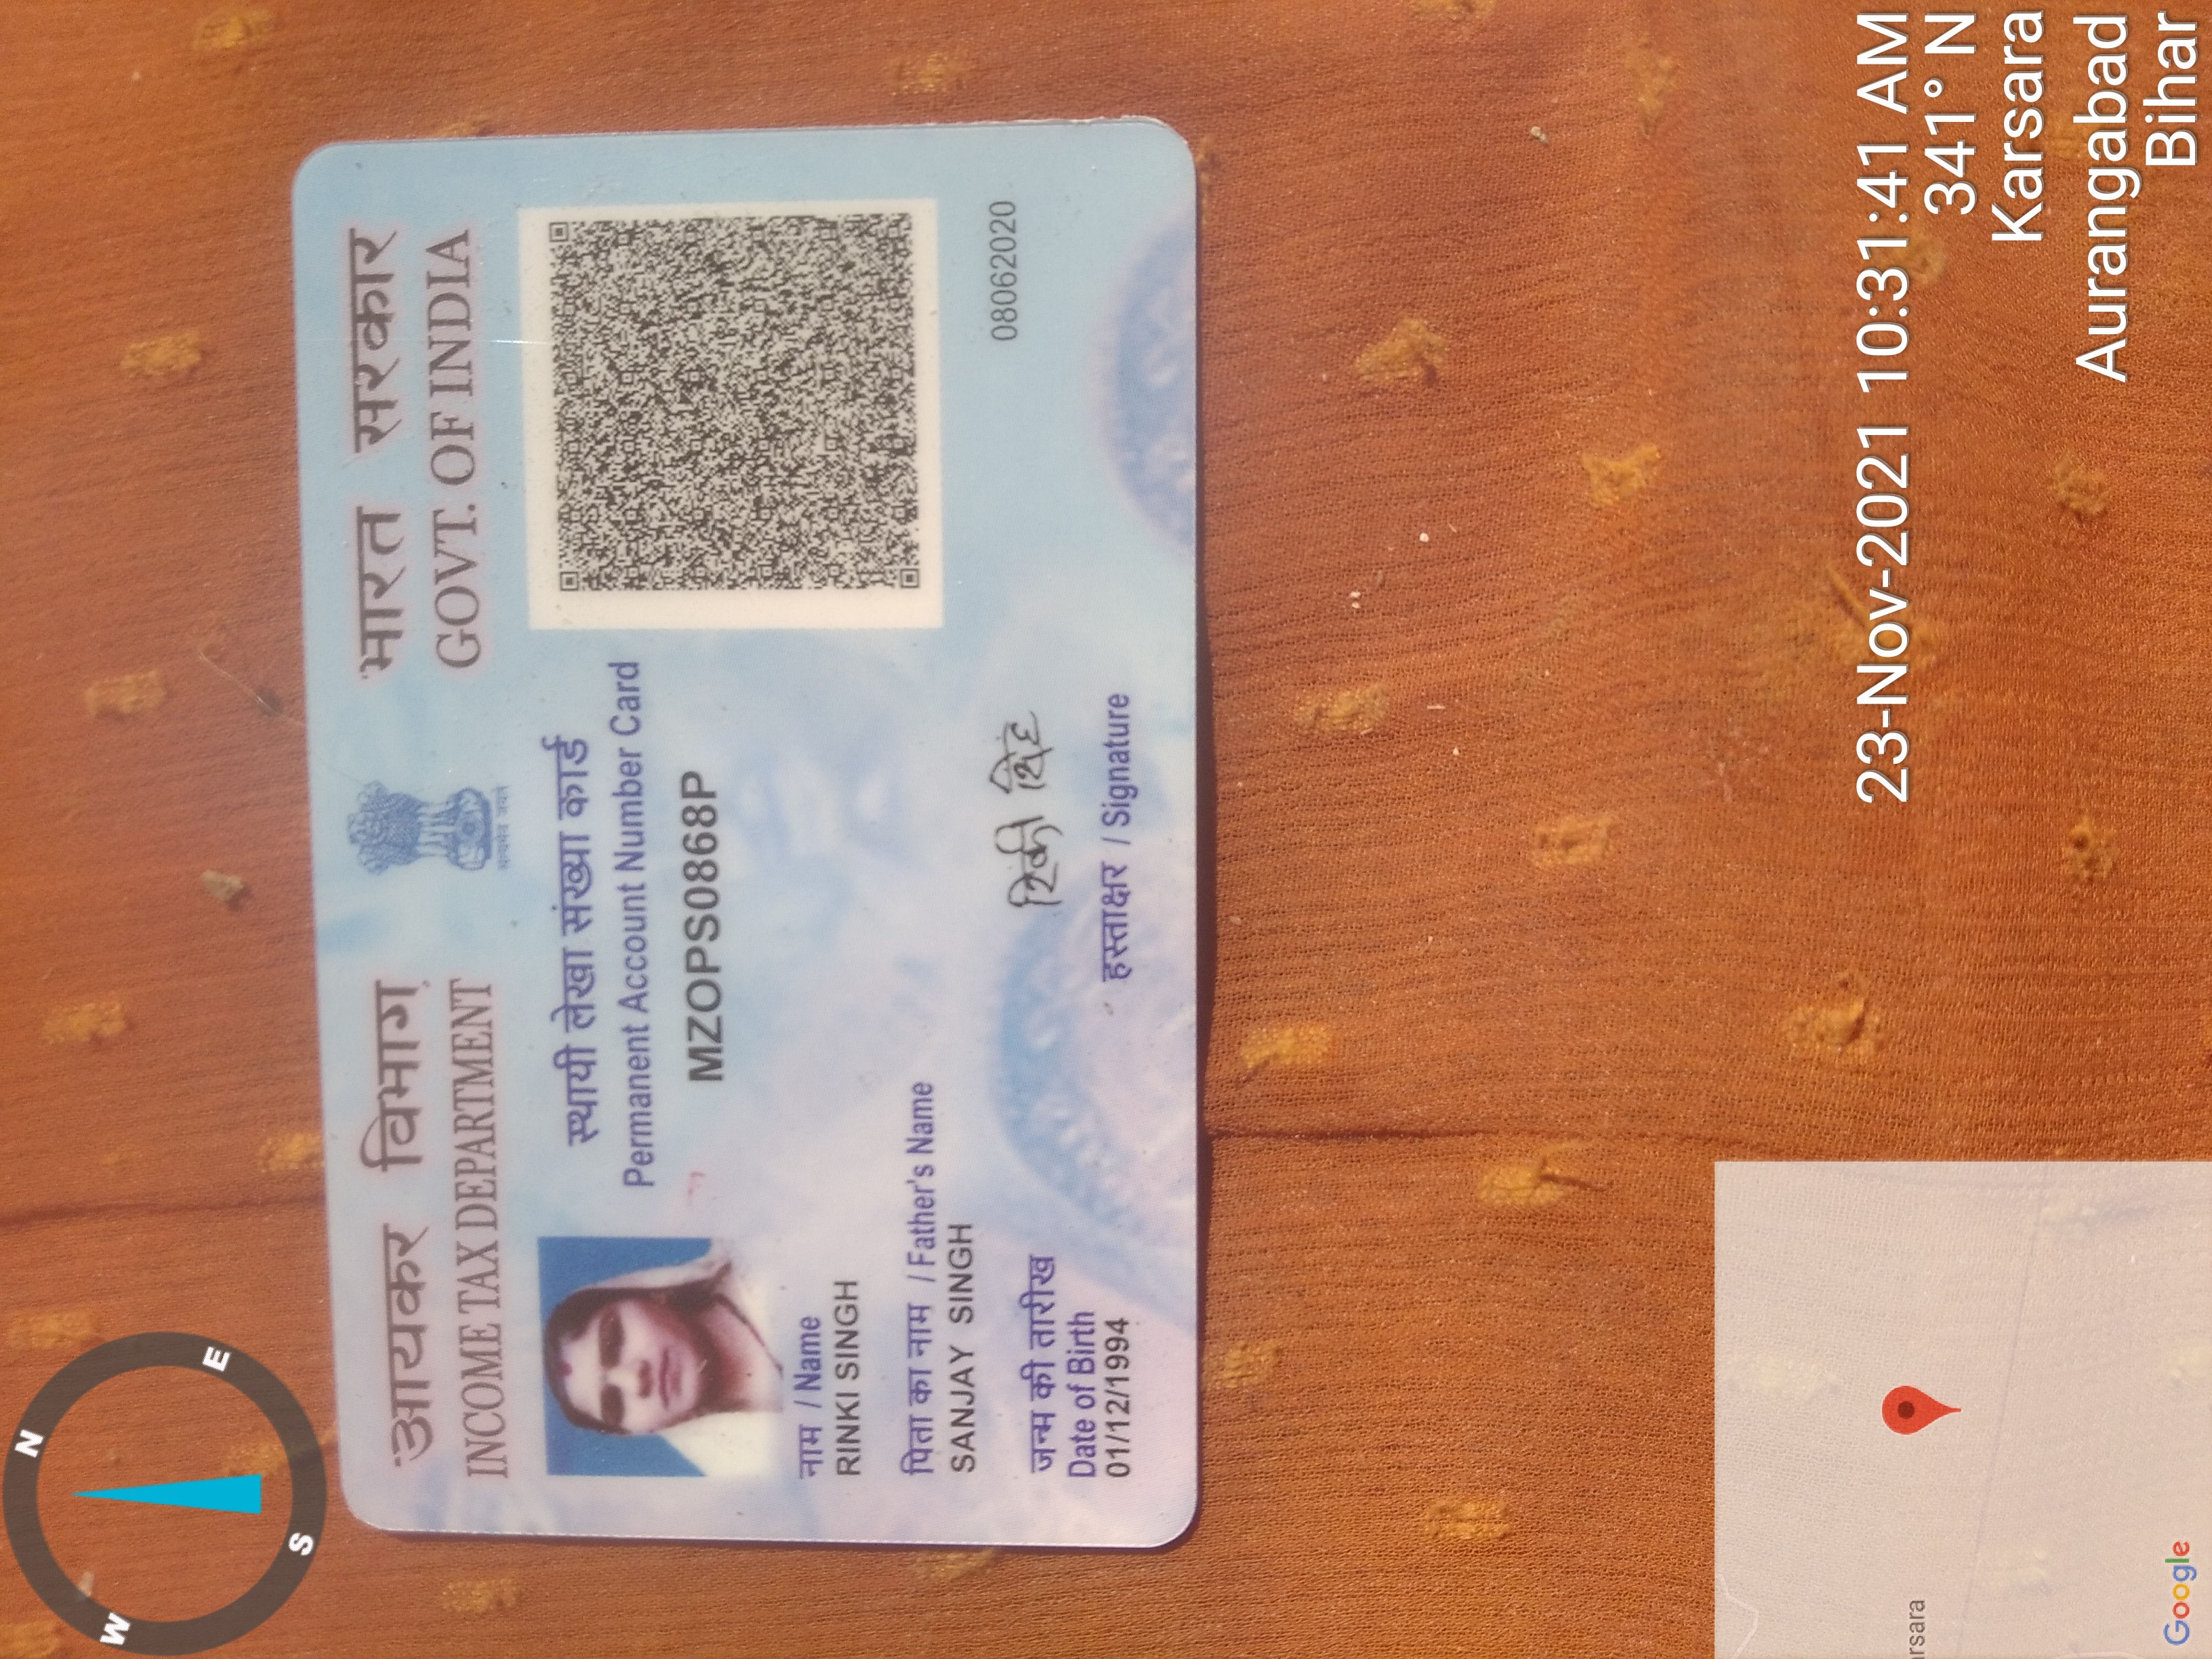 N
W
E
S
आयकर विभाग
INCOME TAX DEPARTMENT
सत्यमेव जयते
भारत सरकार
GOVT. OF INDIA
स्थायी लेखा संख्या कार्ड
Permanent Account Number Card
MZOPS0868P
नाम / Name
RINKI SINGH
पिता का नाम / Father's Name
SANJAY SINGH
जन्म की तारीख
Date of Birth
01/12/1994
रिंकी सिंह
हस्ताक्षर / Signature
08062020
arsara
Google
23-Nov-2021 10:31:41 AM
341° N
Karsara
Aurangabad
Bihar